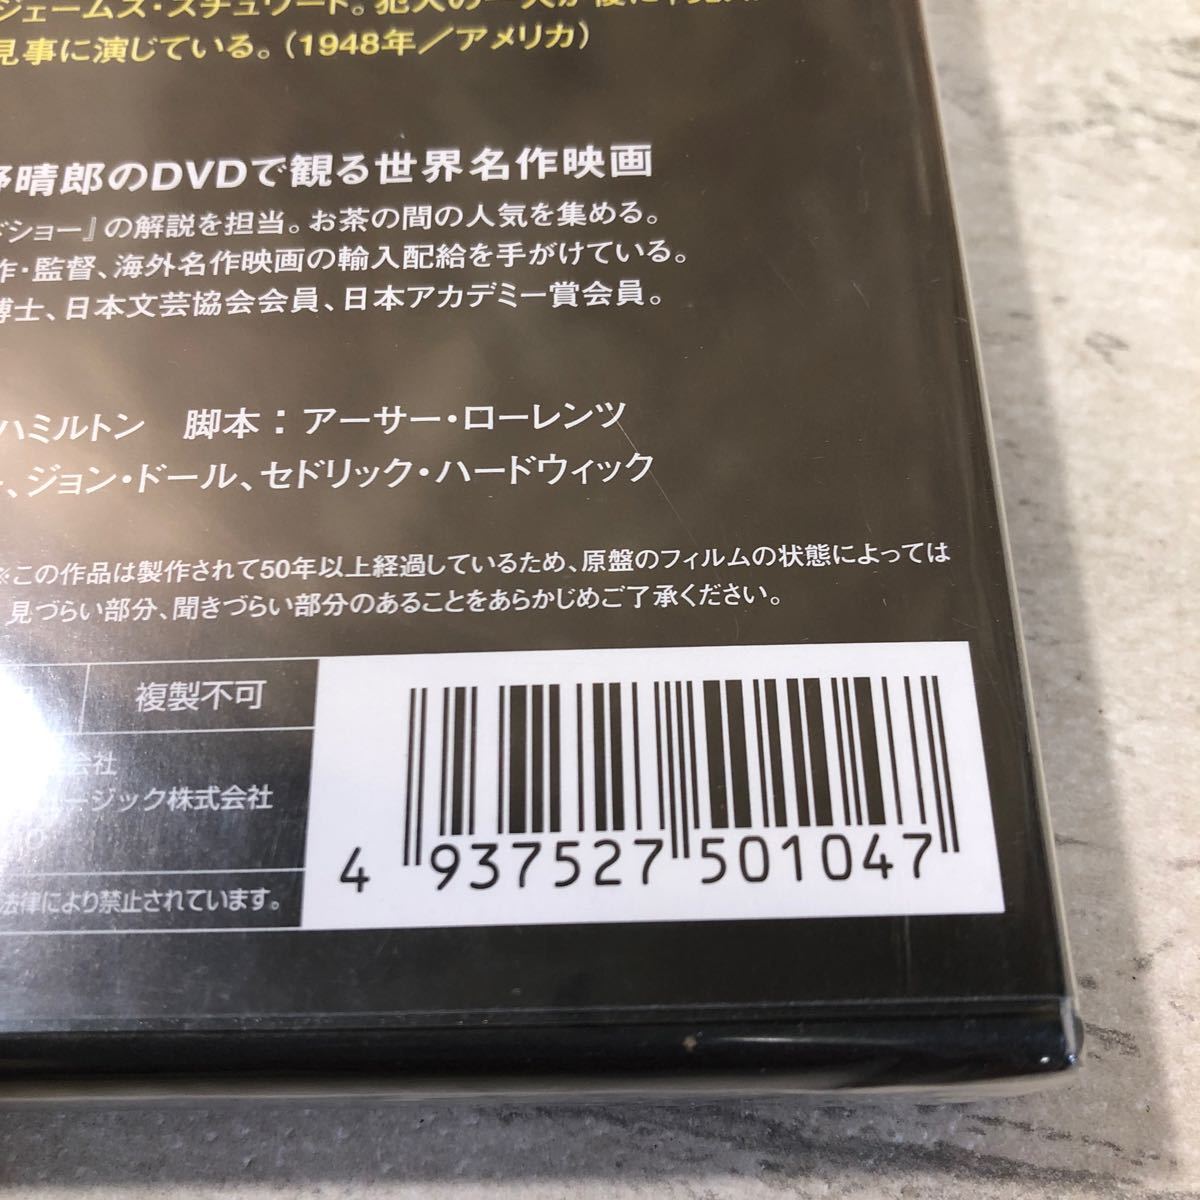 ジェームズ・スチュワート。犯人の一人が後に
見事に演じている。（1948年／アメリカ）
野晴郎のDVDで観る世界名作映画
ドショー』の解説を担当。お茶の間の人気を集める。
作・監督、海外名作映画の輸入配給を手がけている。
博士、日本文芸協会会員、日本アカデミー賞会員。
ハミルトン　脚本：アーサー・ローレンツ
、ジョン・ドール、セドリック・ハードウィック
※この作品は製作されて50年以上経過しているため、原盤のフィルムの状態によっては
見づらい部分、聞きづらい部分のあることをあらかじめご了承ください。
複製不可
会社
ージック株式会社
法律により禁止されています。
4 937527 501047